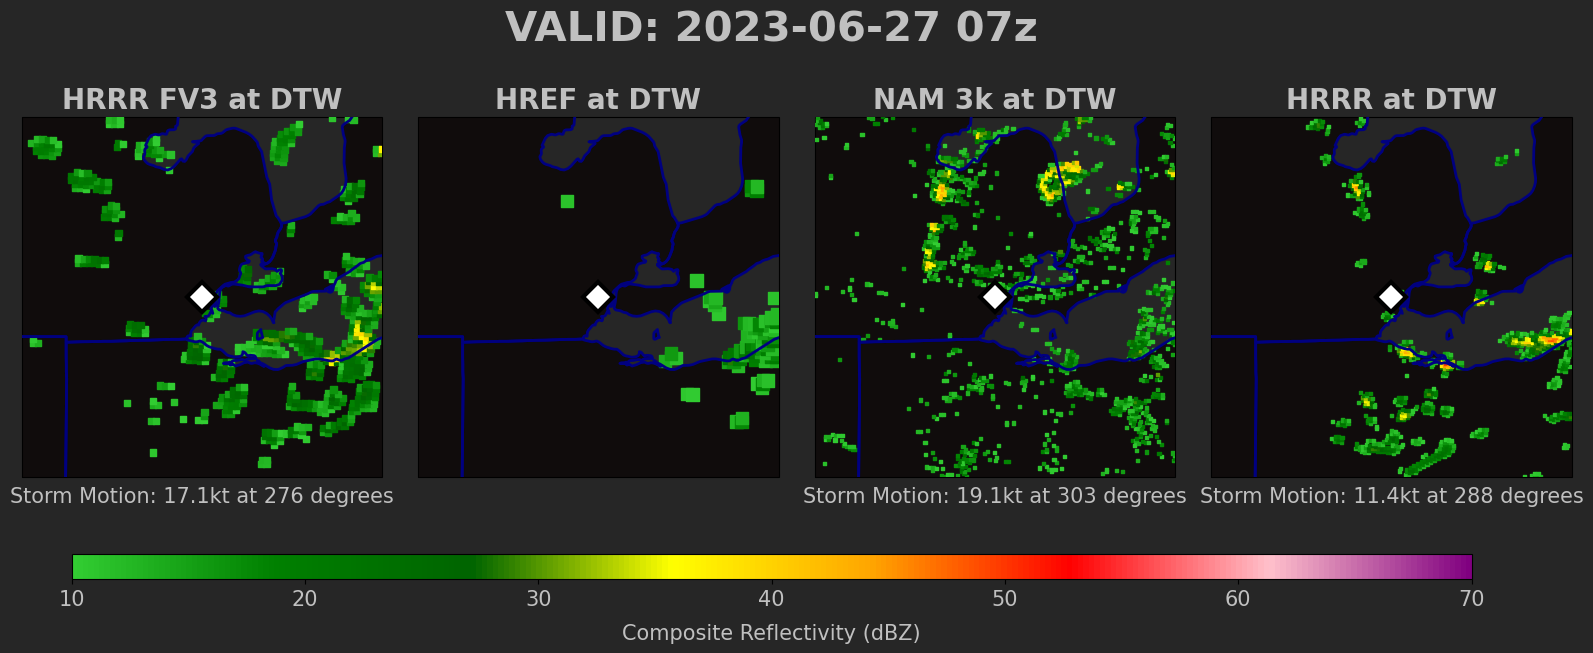 VALID: 2023-06-27 07z
HRRR FV3 at DTW
HREF at DTW
NAM 3k at DTW
HRRR at DTW
Storm Motion: 17.1kt at 276 degrees
Storm Motion: 19.1kt at 303 degrees
Storm Motion: 11.4kt at 288 degrees
10 20 30 40 50 60 70
Composite Reflectivity (dBZ)